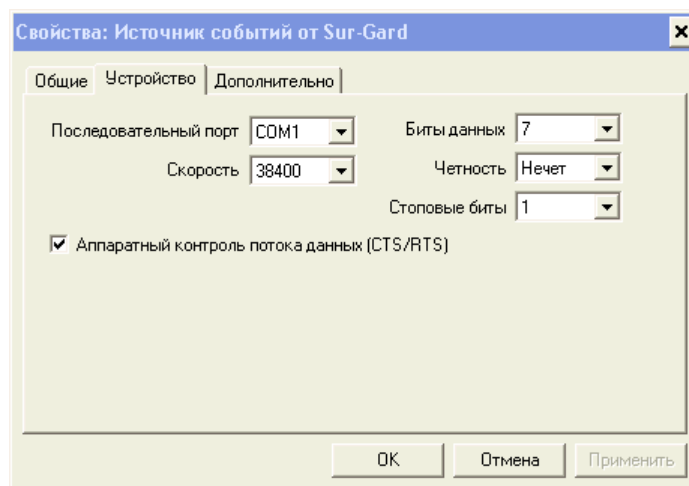 Свойства: Источник событий от Sur-Gard
Общие Устройство Дополнительно
Последовательный порт COM1 Биты данных 7
Скорость 38400 Четность Нечет
Стоповые биты 1
Аппаратный контроль потока данных (CTS/RTS)
OK Отмена Применить